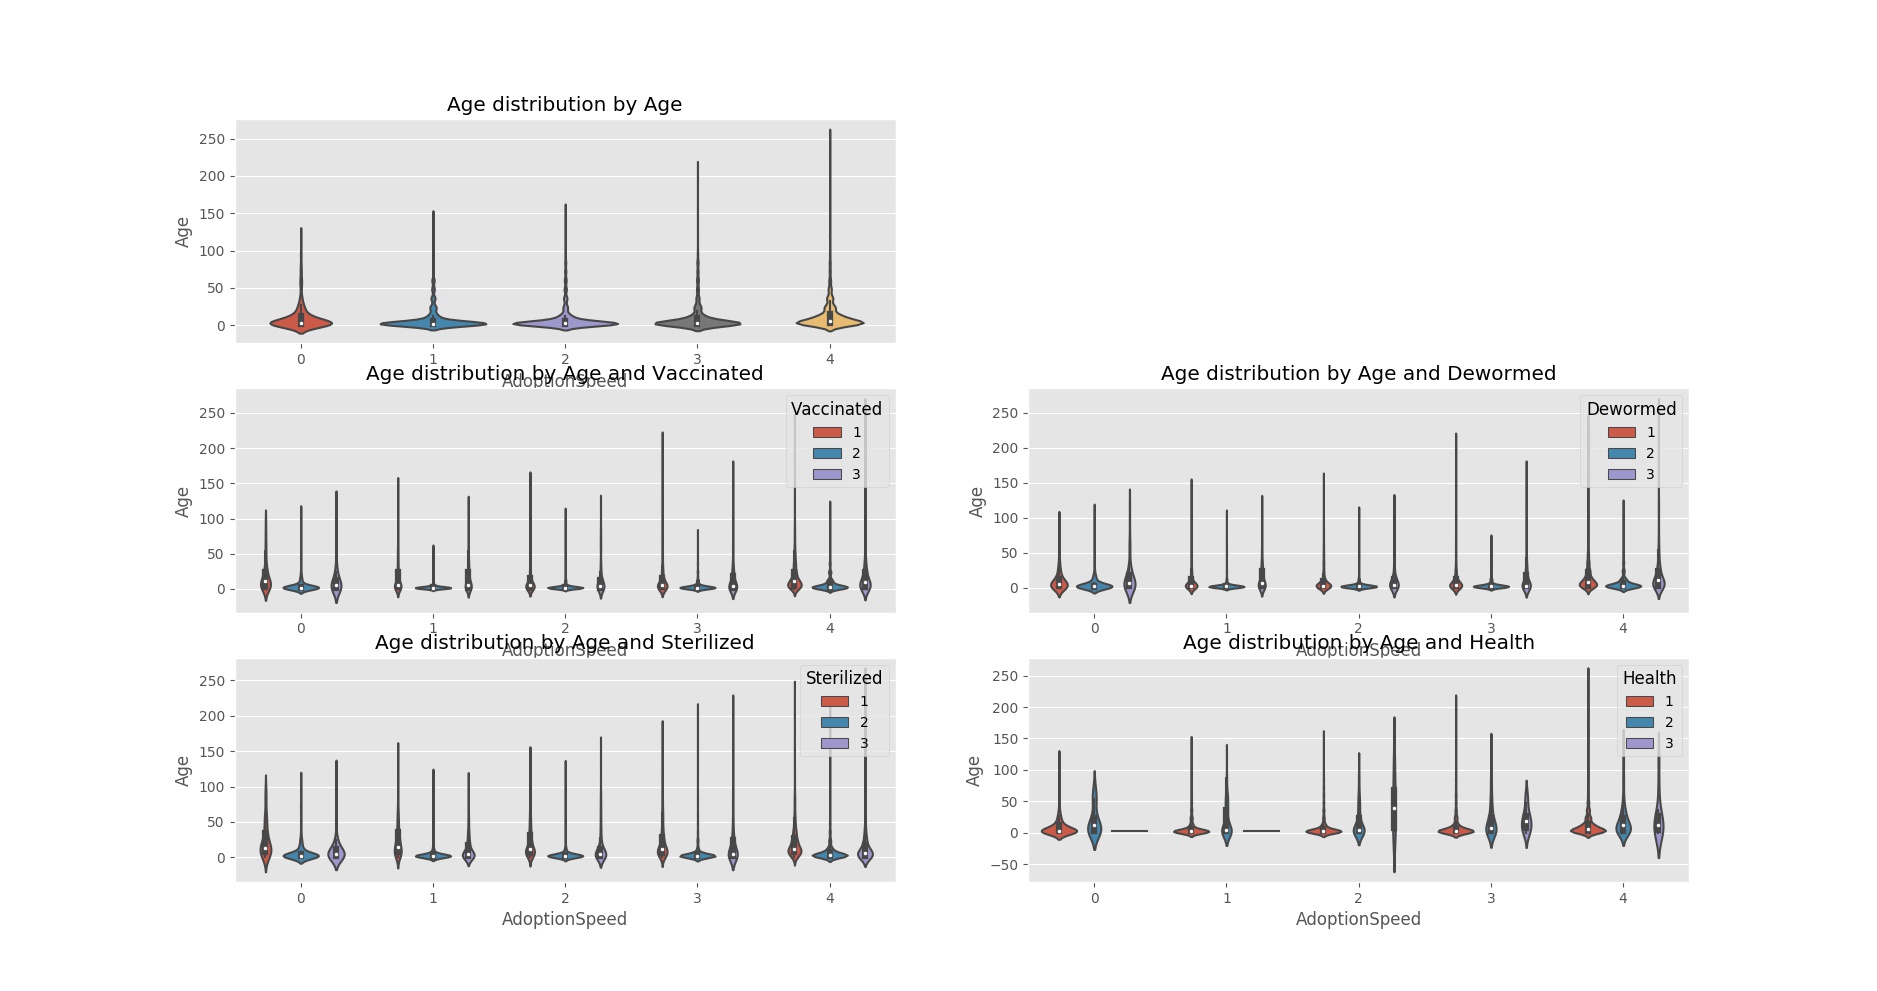 Age distribution by Age
Age
250
200
150
100
50
0
0 1 2 3 4
AdoptionSpeed
Age distribution by Age and Vaccinated
Age
250
200
150
100
50
0
Vaccinated
1
2
3
0 1 2 3 4
AdoptionSpeed
Age distribution by Age and Dewormed
Age
250
200
150
100
50
0
Dewormed
1
2
3
0 1 2 3 4
AdoptionSpeed
Age distribution by Age and Sterilized
Age
250
200
150
100
50
0
Sterilized
1
2
3
0 1 2 3 4
AdoptionSpeed
Age distribution by Age and Health
Age
250
200
150
100
50
0
−50
Health
1
2
3
0 1 2 3 4
AdoptionSpeed